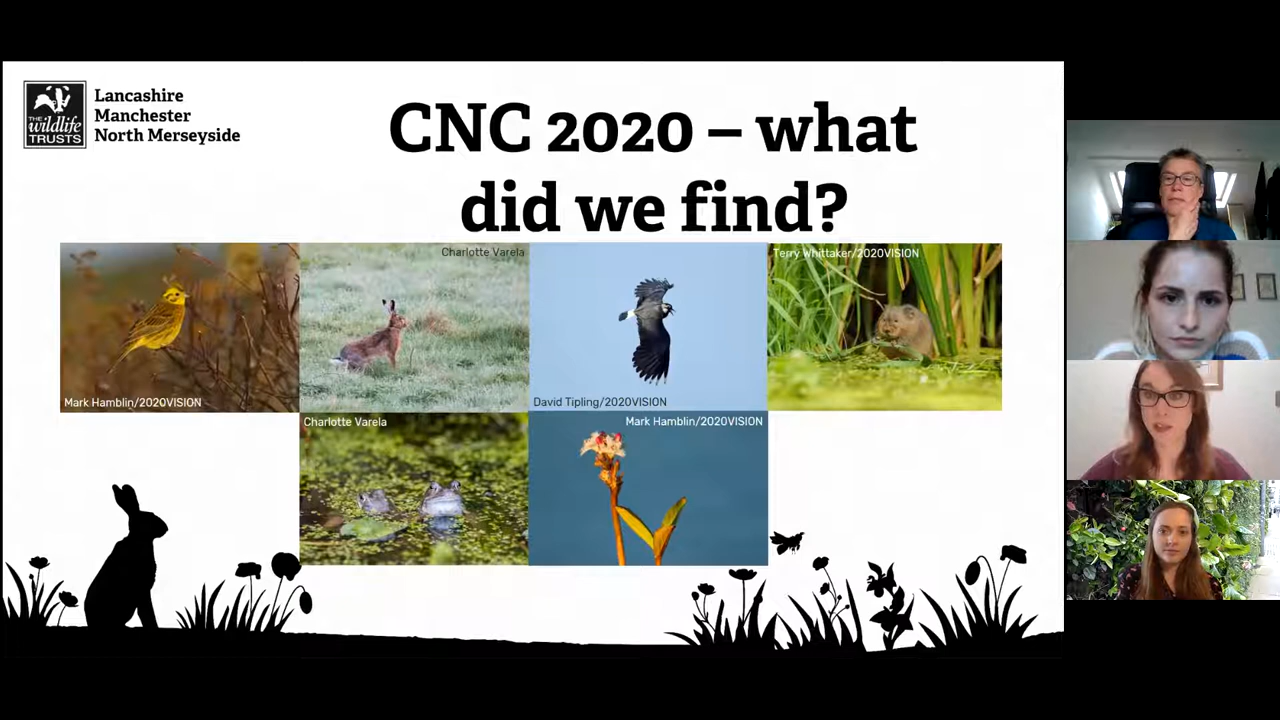 THE
wildlife
TRUSTS
Lancashire
Manchester
North Merseyside
CNC 2020 – what
did we find?
Mark Hamblin/2020VISION
Charlotte Varela
David Tipling/2020VISION
Terry Whittaker/2020VISION
Charlotte Varela
Mark Hamblin/2020VISION